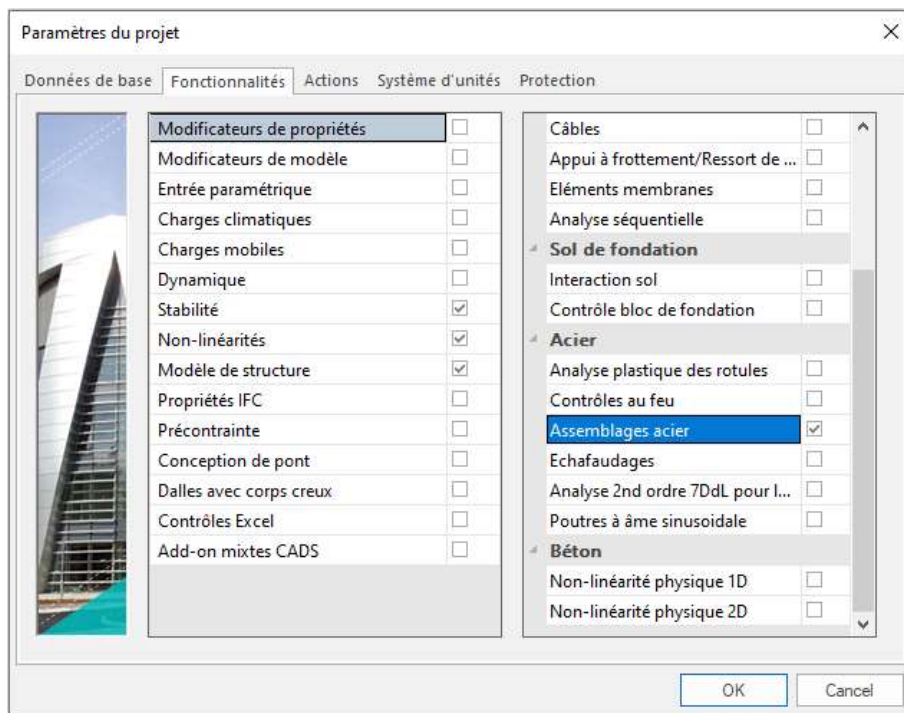 Paramètres du projet
Données de base Fonctionnalités Actions Système d'unités Protection
Modificateurs de propriétés
Modificateurs de modèle
Entrée paramétrique
Charges climatiques
Charges mobiles
Dynamique
Stabilité
Non-linéarités
Modèle de structure
Propriétés IFC
Précontrainte
Conception de pont
Dalles avec corps creux
Contrôles Excel
Add-on mixtes CADS
Câbles
Appui à frottement/Ressort de ...
Eléments membranes
Analyse séquentielle
Sol de fondation
Interaction sol
Contrôle bloc de fondation
Acier
Analyse plastique des rotules
Contrôles au feu
Assemblages acier
Echafaudages
Analyse 2nd ordre 7DdL pour l...
Poutres à âme sinusoidale
Béton
Non-linéarité physique 1D
Non-linéarité physique 2D
OK Cancel